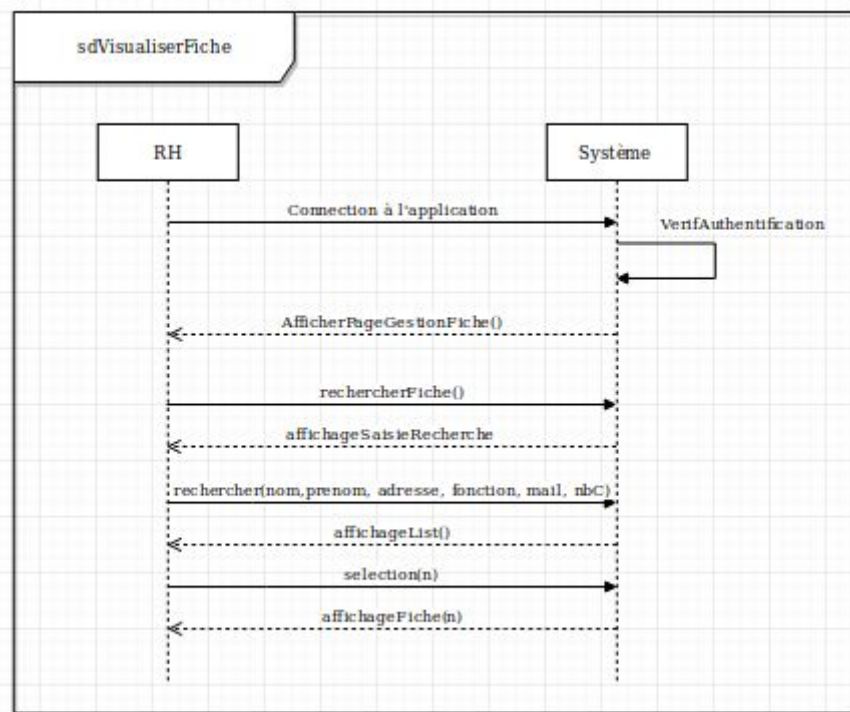 sdVisualiserFiche
RH
Système
Connection à l'application
VerifAuthentification
AfficherPageGestionFiche()
rechercherFiche()
affichageSaisieRecherche
rechercher(nom,prenom, adresse, fonction, mail, nbC)
affichageList()
selection(n)
affichageFiche(n)